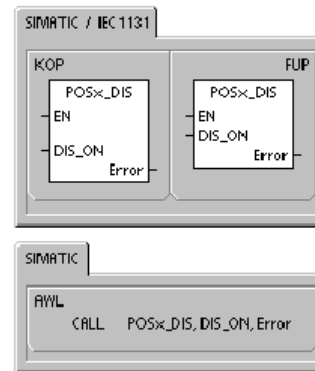 SIMATIC / IEC 1131
KOP
FUP
POSx_DIS
EN
DIS_ON
Error
POSx_DIS
EN
DIS_ON
Error
SIMATIC
AWL
CALL POSx_DIS, DIS_ON, Error